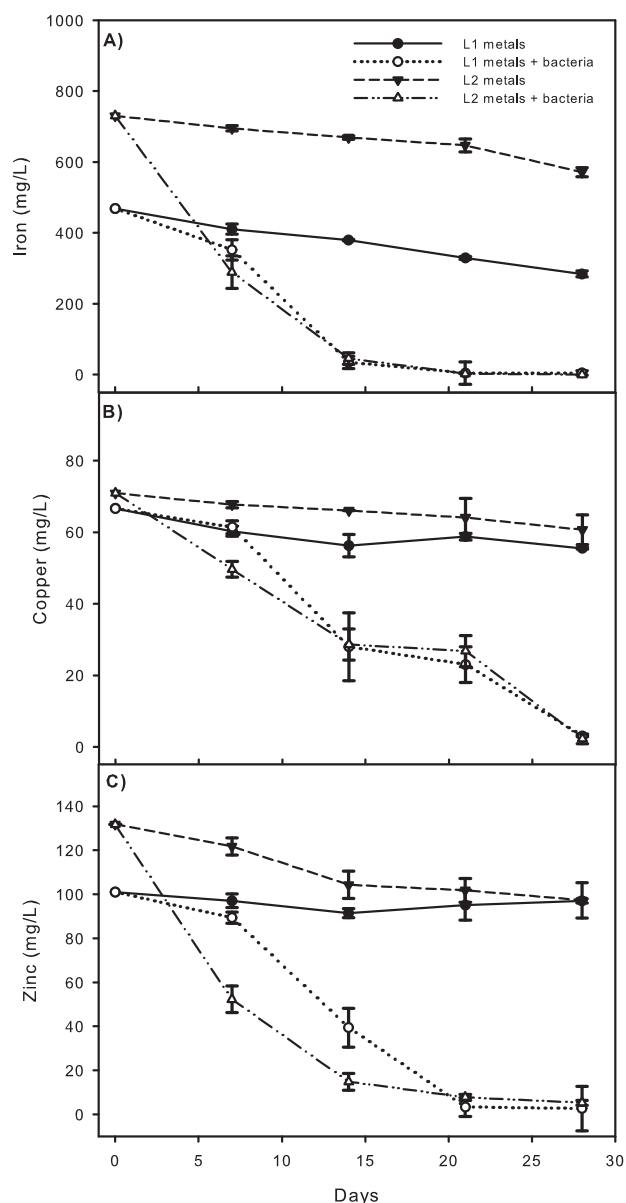 A)
L1 metals
L1 metals + bacteria
L2 metals
L2 metals + bacteria
1000
800
600
400
200
0
Iron (mg/L)
B)
80
60
40
20
0
Copper (mg/L)
C)
140
120
100
80
60
40
20
0
Zinc (mg/L)
0 5 10 15 20 25 30
Days